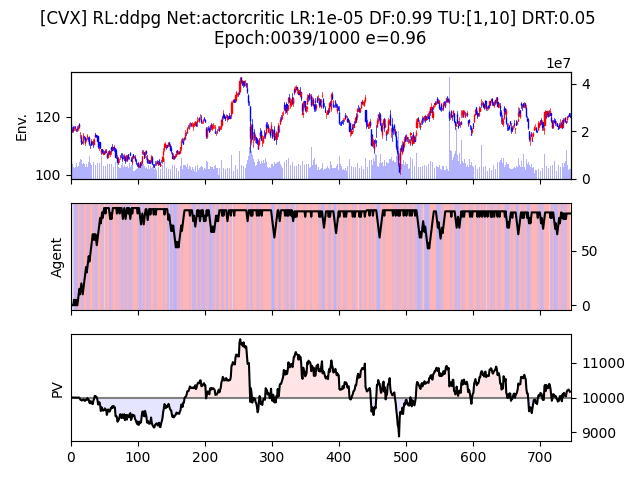 [CVX] RL:ddpg Net:actorcritic LR:1e-05 DF:0.99 TU:[1,10] DRT:0.05
Epoch:0039/1000 e=0.96
1e7
Env.
120
100
4
2
0
Agent
50
0
PV
11000
10000
9000
0 100 200 300 400 500 600 700